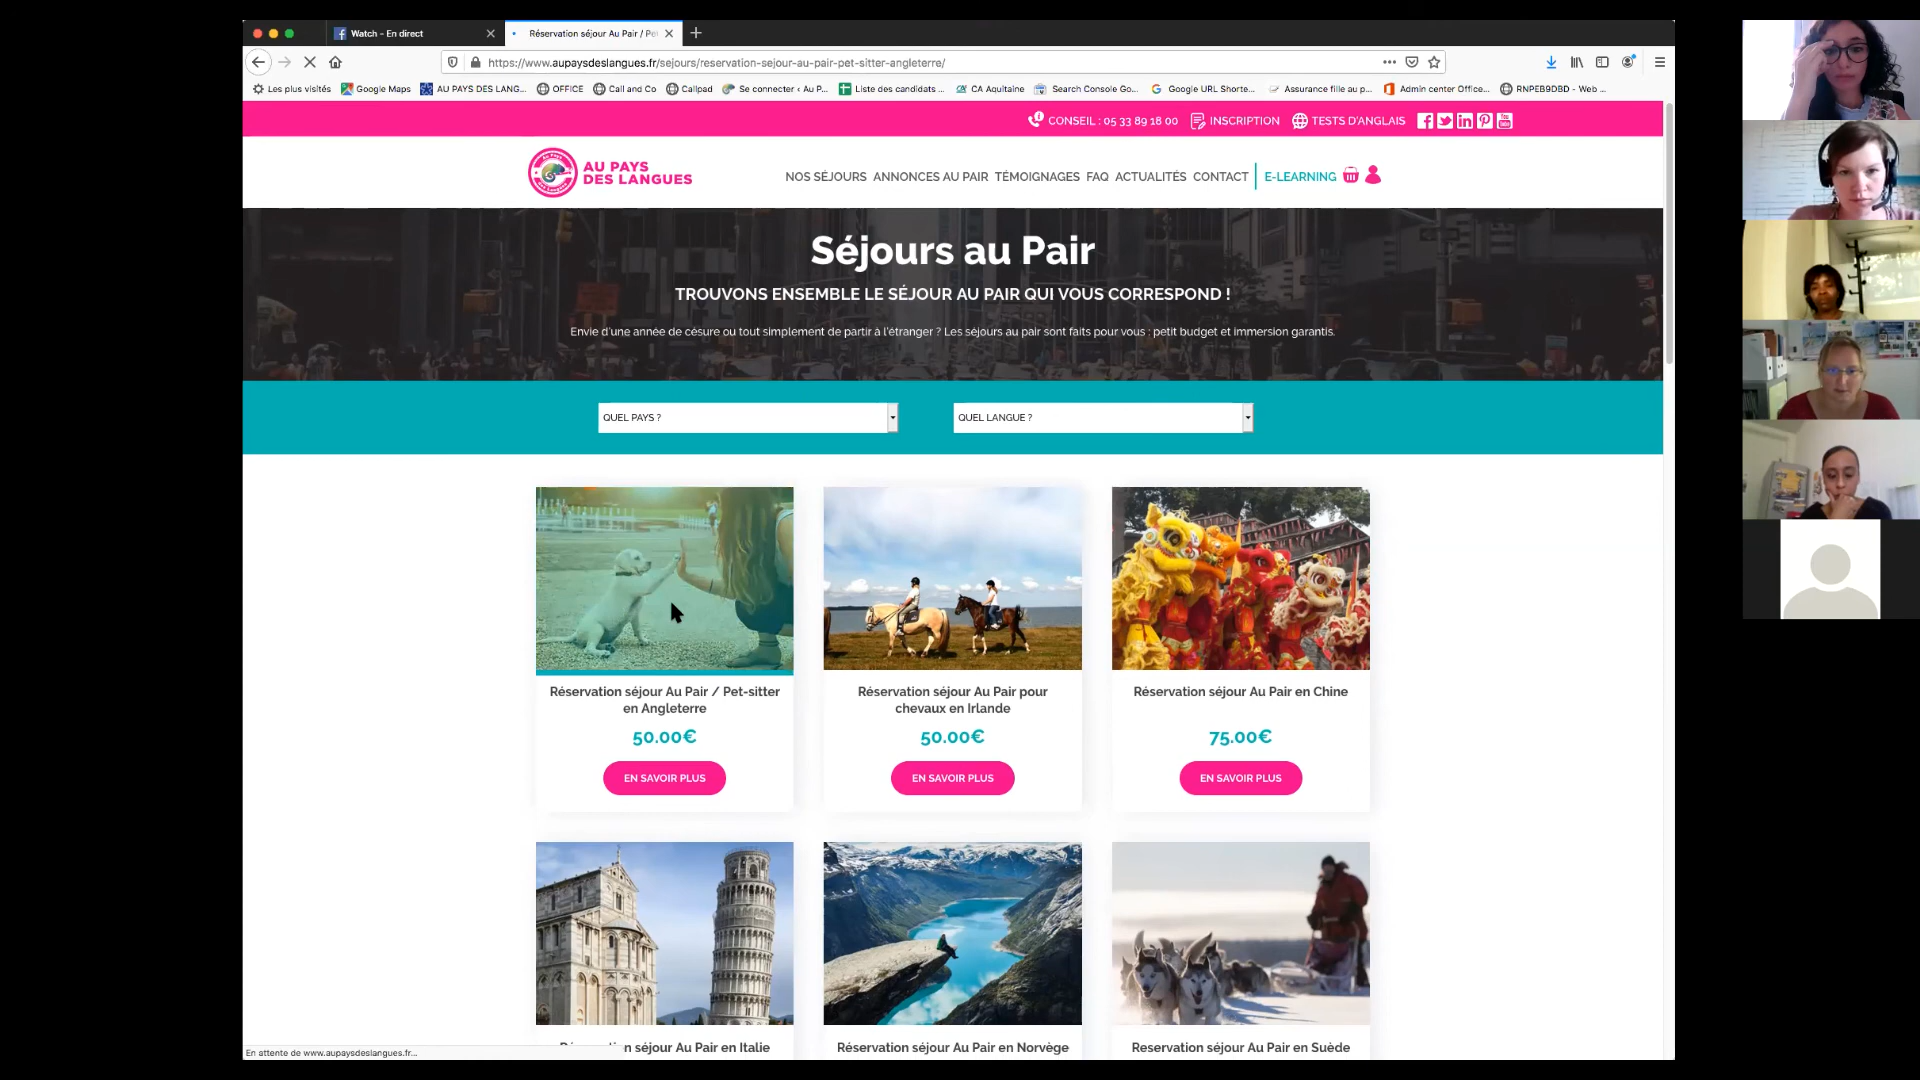 Watch - En direct
Réservation séjour Au Pair / Pe
https://www.aupaysdeslangues.fr/sejours/reservation-sejour-au-pair-pet-sitter-angleterre/
Les plus visités
Google Maps
AU PAYS DES LANG...
OFFICE
Call and Co
Callpad
Se connecter ‹ Au P...
Liste des candidats ...
CA Aquitaine
Search Console Go...
Google URL Shorte...
Assurance fille au p...
Admin center Office...
RNPEB9DBD - Web ...
CONSEIL : 05 33 89 18 00
INSCRIPTION
TESTS D'ANGLAIS
AU PAYS
DES LANGUES
NOS SÉJOURS
ANNONCES AU PAIR
TÉMOIGNAGES
FAQ
ACTUALITÉS
CONTACT
E-LEARNING
Séjours au Pair
TROUVONS ENSEMBLE LE SÉJOUR AU PAIR QUI VOUS CORRESPOND !
Envie d'une année de césure ou tout simplement de partir à l'étranger ? Les séjours au pair sont faits pour vous : petit budget et immersion garantis.
QUEL PAYS ?
QUEL LANGUE ?
Réservation séjour Au Pair / Pet-sitter
en Angleterre
50.00€
EN SAVOIR PLUS
Réservation séjour Au Pair pour
chevaux en Irlande
50.00€
EN SAVOIR PLUS
Réservation séjour Au Pair en Chine
75.00€
EN SAVOIR PLUS
séjour Au Pair en Italie
Réservation séjour Au Pair en Norvège
Reservation séjour Au Pair en Suède
En attente de www.aupaysdeslangues.fr...